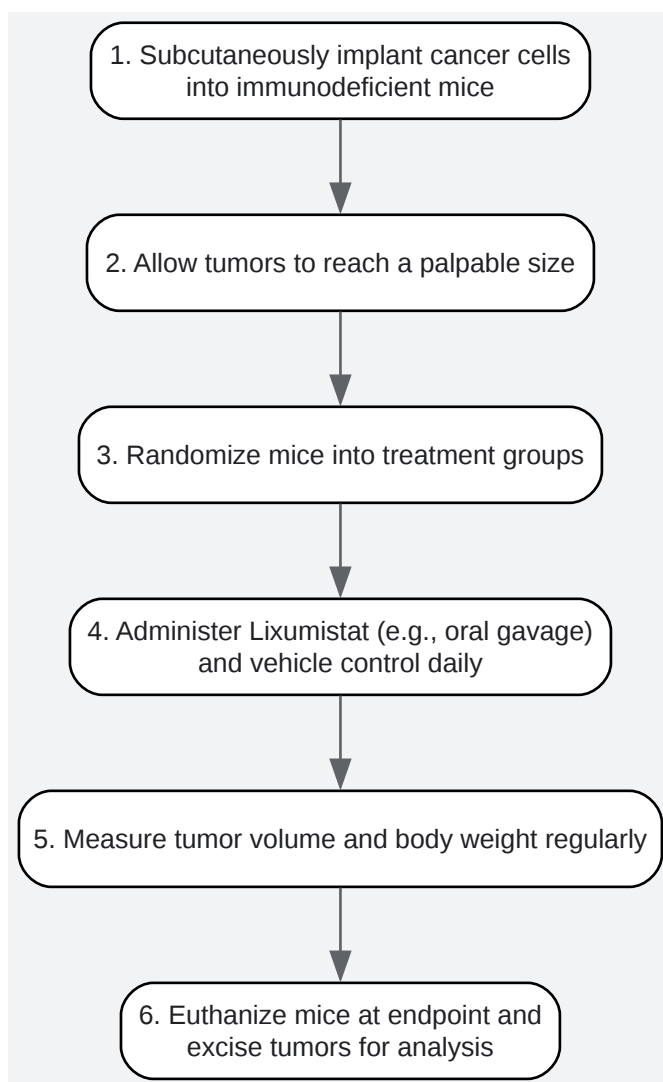 1. Subcutaneously implant cancer cells
into immunodeficient mice
2. Allow tumors to reach a palpable size
3. Randomize mice into treatment groups
4. Administer Lixumistat (e.g., oral gavage)
and vehicle control daily
5. Measure tumor volume and body weight regularly
6. Euthanize mice at endpoint and
excise tumors for analysis